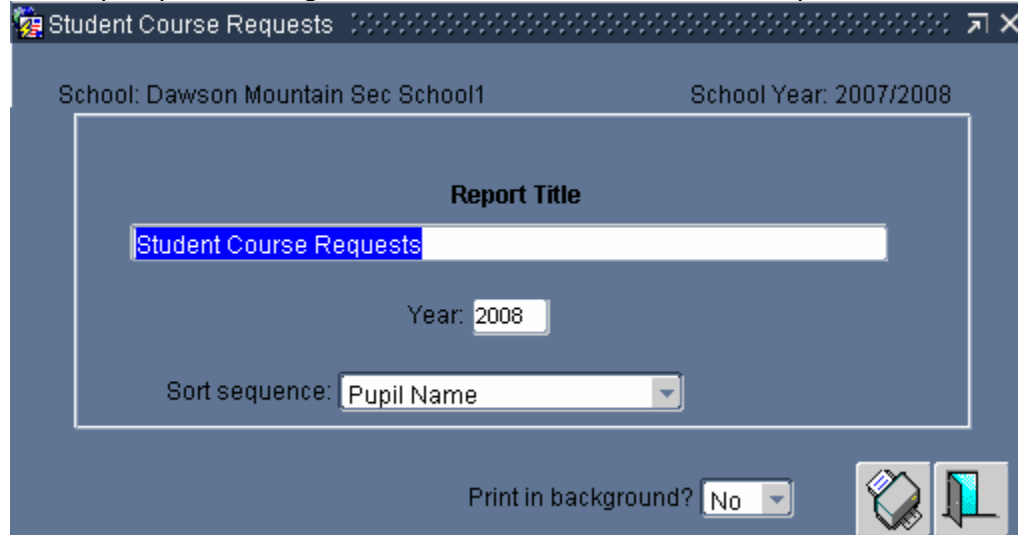 Student Course Requests
School: Dawson Mountain Sec School1 School Year: 2007/2008
Report Title
Student Course Requests
Year: 2008
Sort sequence: Pupil Name
Print in background? No